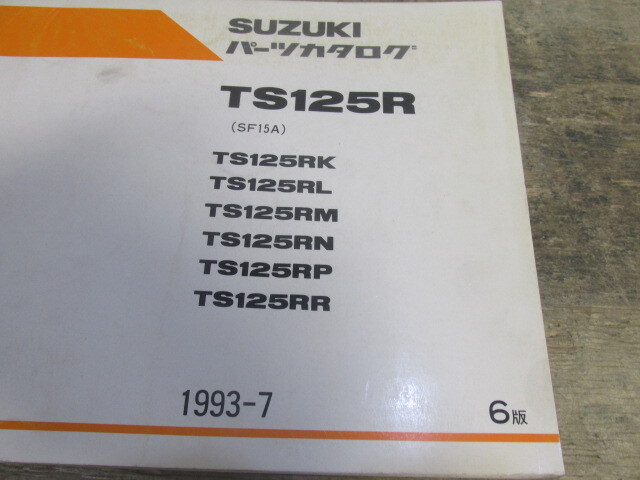 SUZUKI
パーツカタログ
TS125R
(SF15A)
TS125RK
TS125RL
TS125RM
TS125RN
TS125RP
TS125RR
1993-7 6版